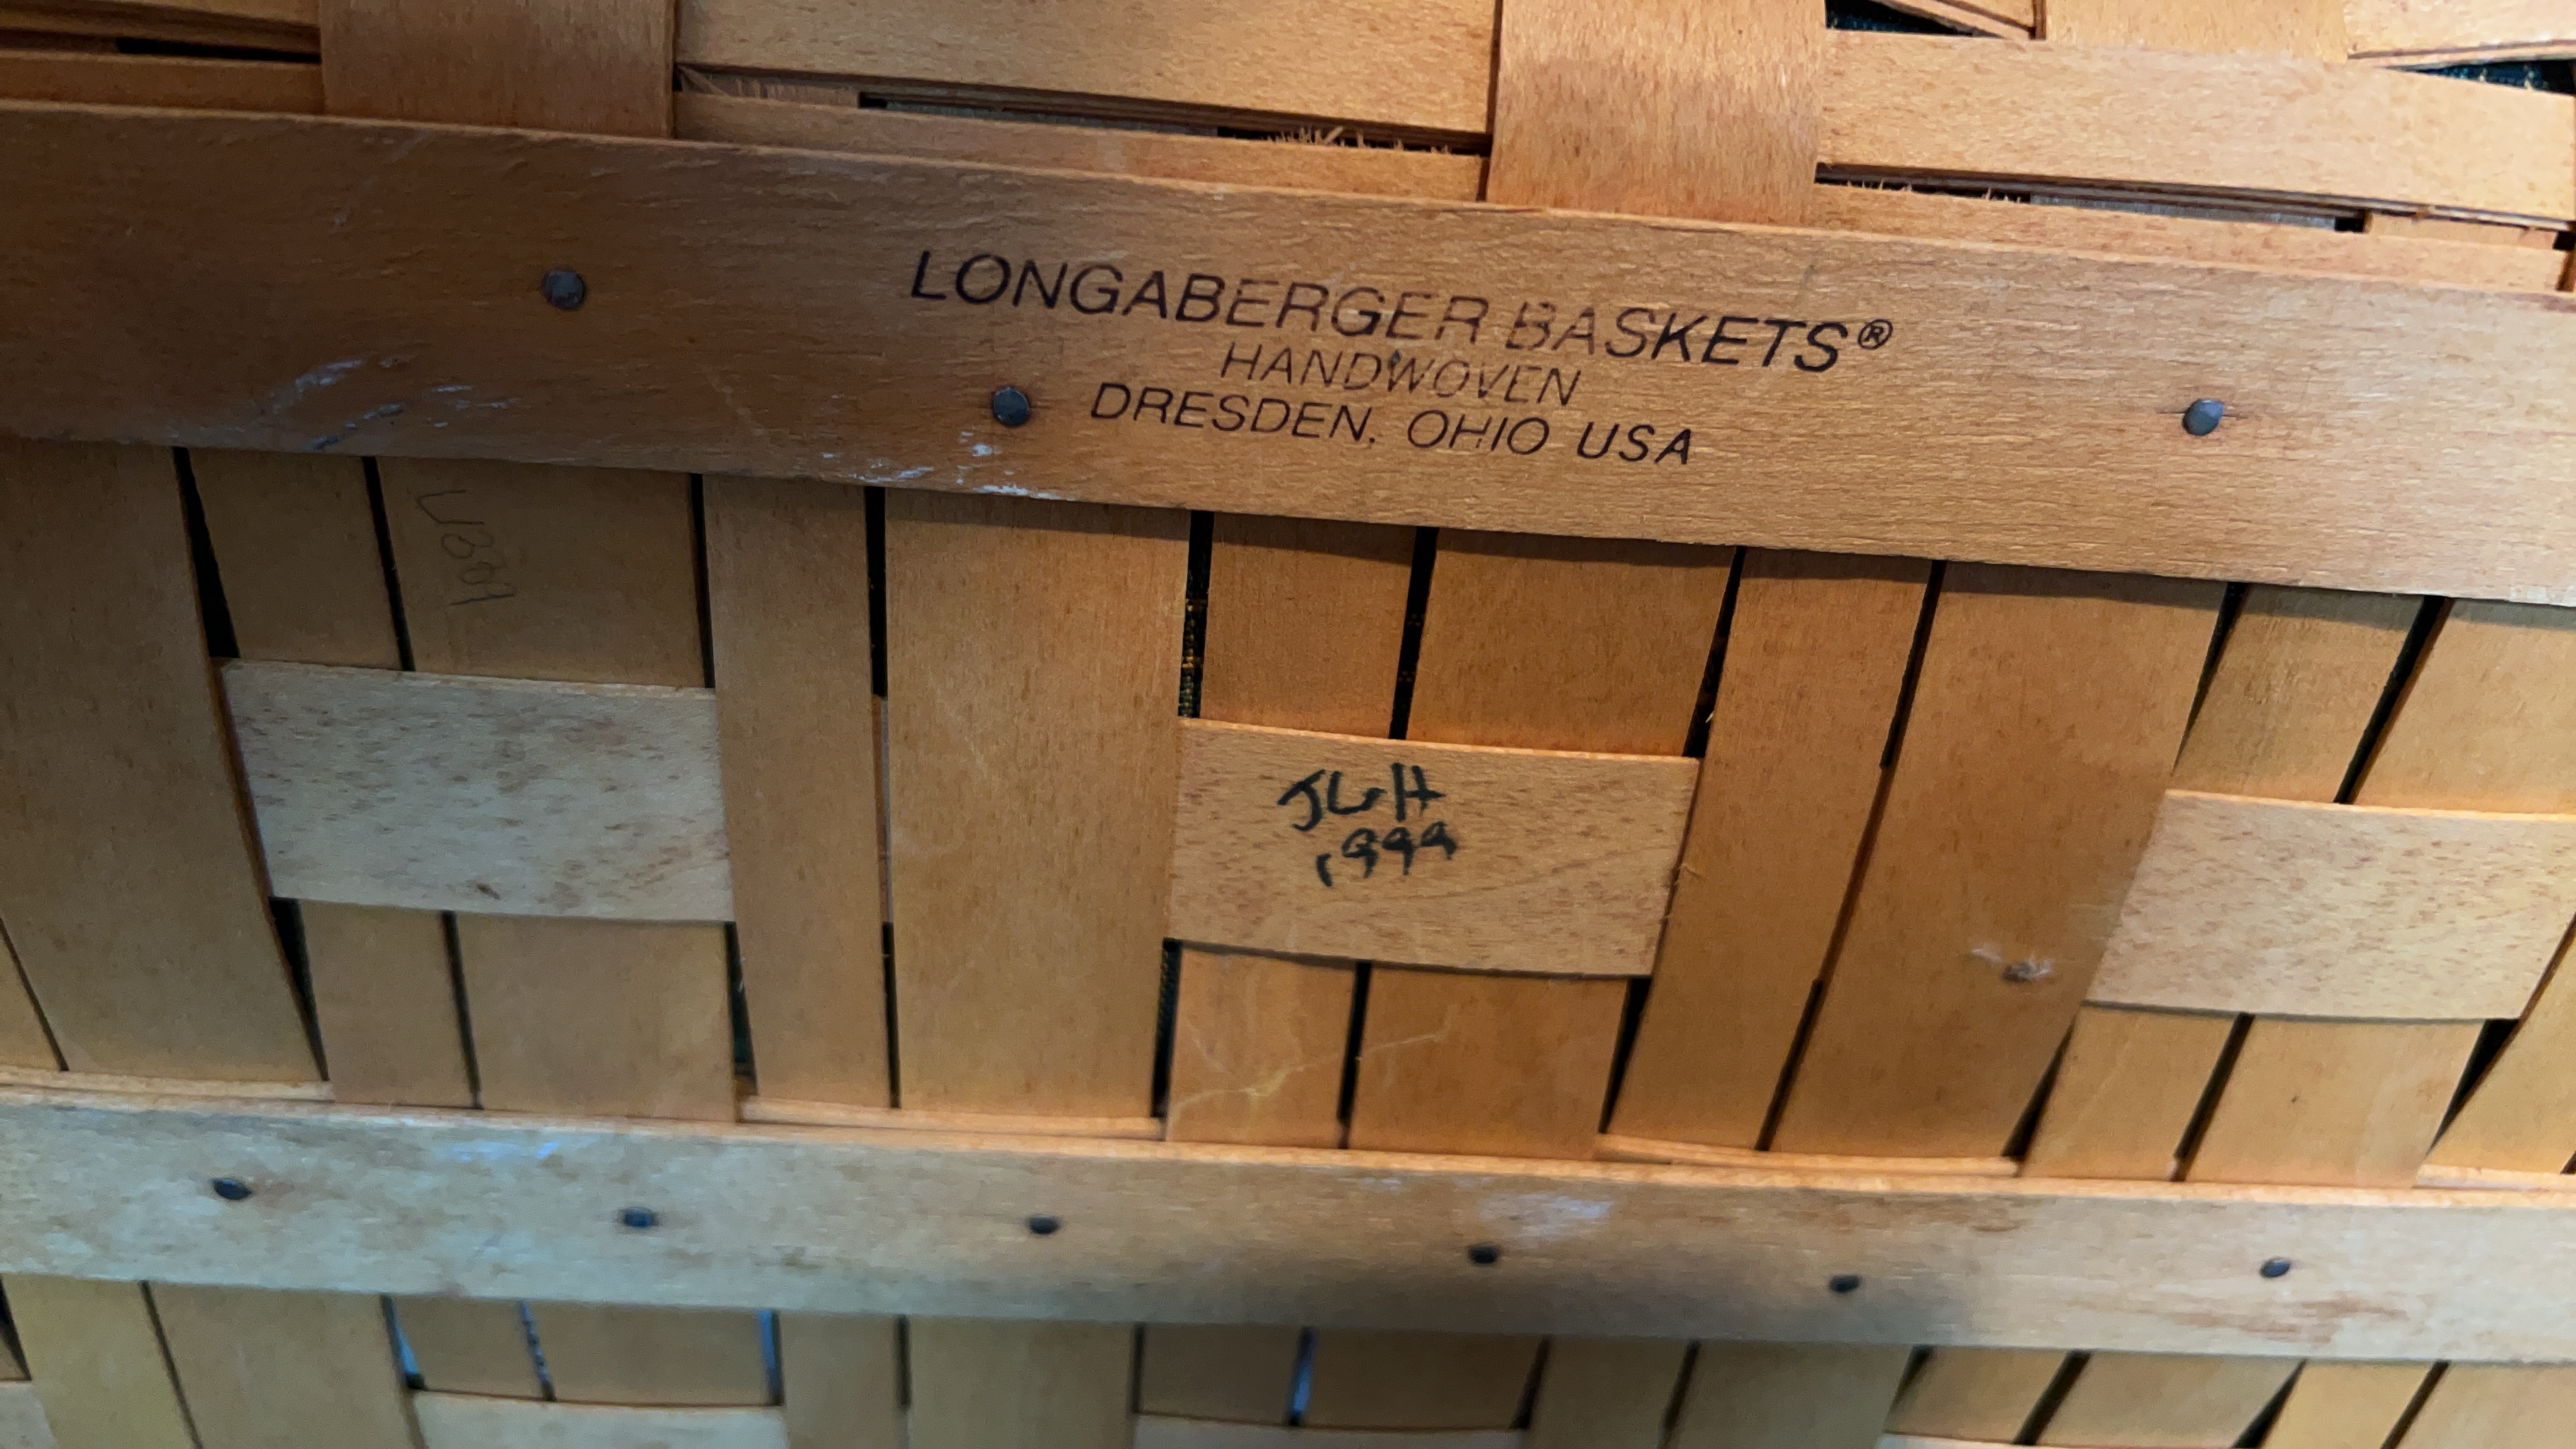 LONGABERGER BASKETS®
HANDWOVEN
DRESDEN, OHIO USA
JGH
1999